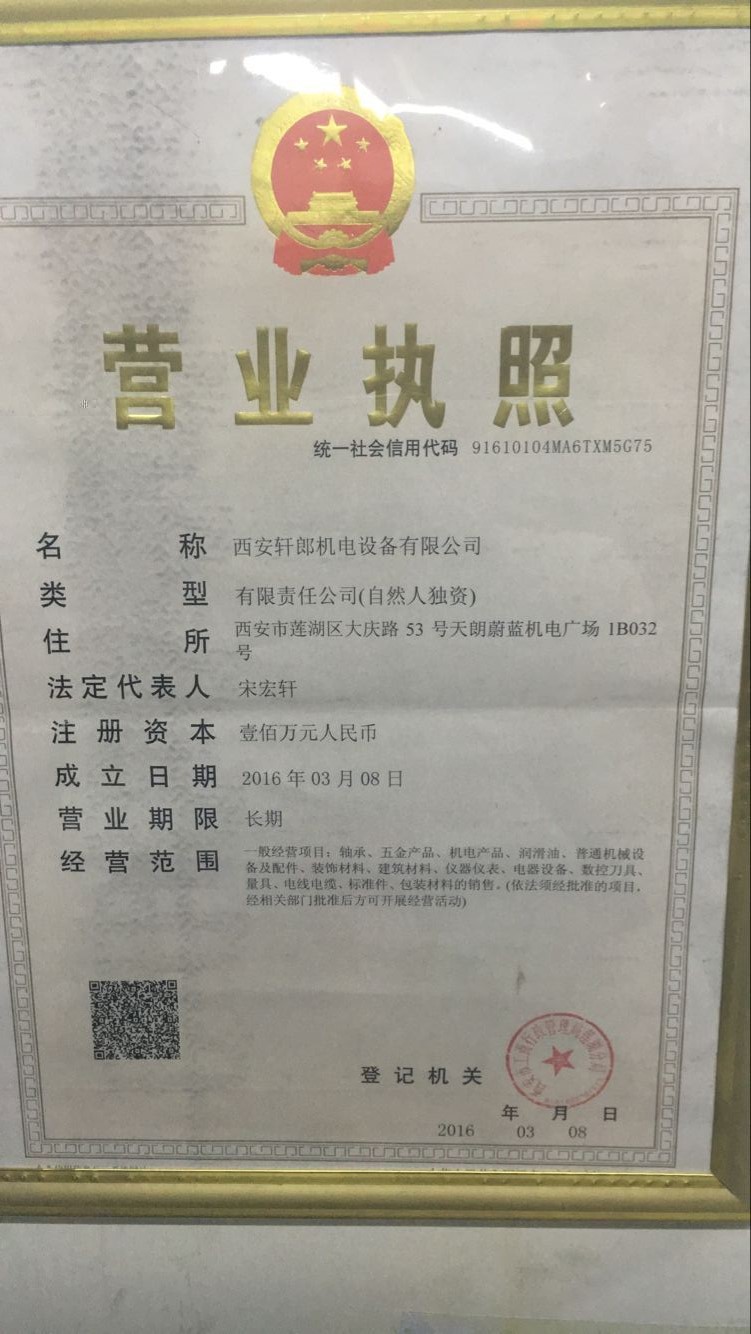 营业执照
统一社会信用代码 91610104MA6TXM5G75
名称 西安轩郎机电设备有限公司
类型 有限责任公司(自然人独资)
住所 西安市莲湖区大庆路 53 号天朗蔚蓝机电广场 1B032
号
法定代表人 宋宏轩
注册资本 壹佰万元人民币
成立日期 2016 年 03 月 08 日
营业期限 长期
经营范围 一般经营项目：轴承、五金产品、机电产品、润滑油、普通机械设
备及配件、装饰材料、建筑材料、仪器仪表、电器设备、数控刀具、
量具、电线电缆、标准件、包装材料的销售。(依法须经批准的项目，
经相关部门批准后方可开展经营活动)
登记机关
年 月 日
2016 03 08